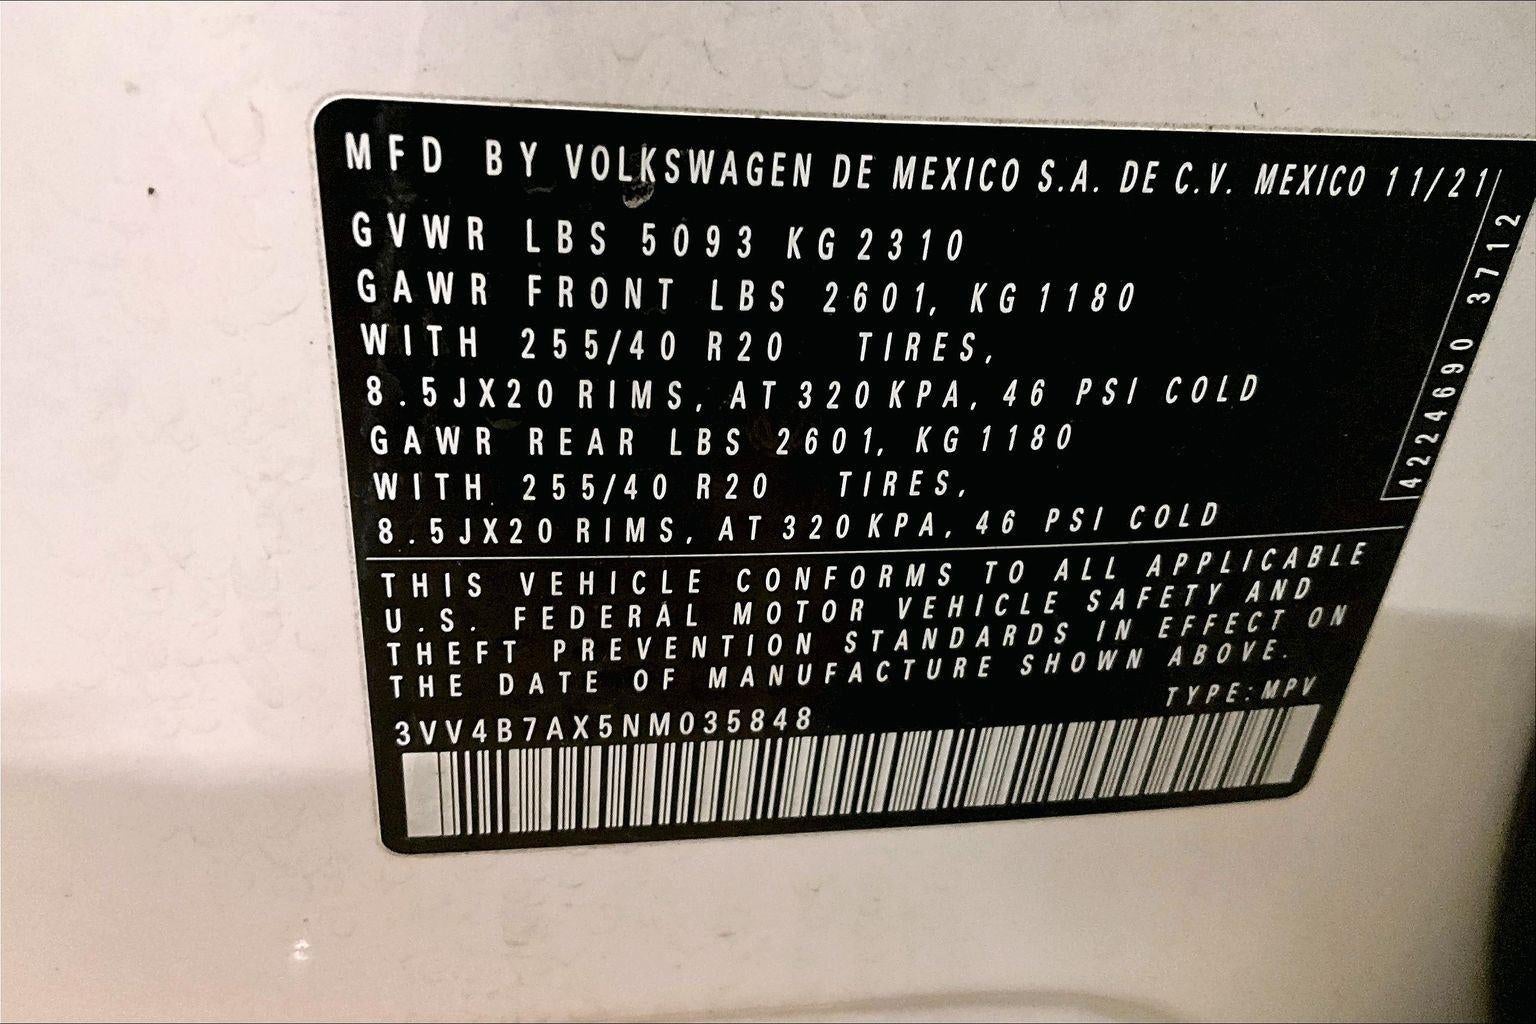 MFD BY VOLKSWAGEN DE MEXICO S.A. DE C.V. MEXICO 11/21
GVWR LBS 5093 KG 2310
GAWR FRONT LBS 2601, KG 1180
WITH 255/40 R20 TIRES,
8.5JX20 RIMS, AT 320 KPA, 46 PSI COLD
GAWR REAR LBS 2601, KG 1180
WITH 255/40 R20 TIRES,
8.5JX20 RIMS, AT 320 KPA, 46 PSI COLD
4224690 3712
THIS VEHICLE CONFORMS TO ALL APPLICABLE
U.S. FEDERAL MOTOR VEHICLE SAFETY AND
THEFT PREVENTION STANDARDS IN EFFECT ON
THE DATE OF MANUFACTURE SHOWN ABOVE.
3VV4B7AX5NM035848 TYPE:MPV